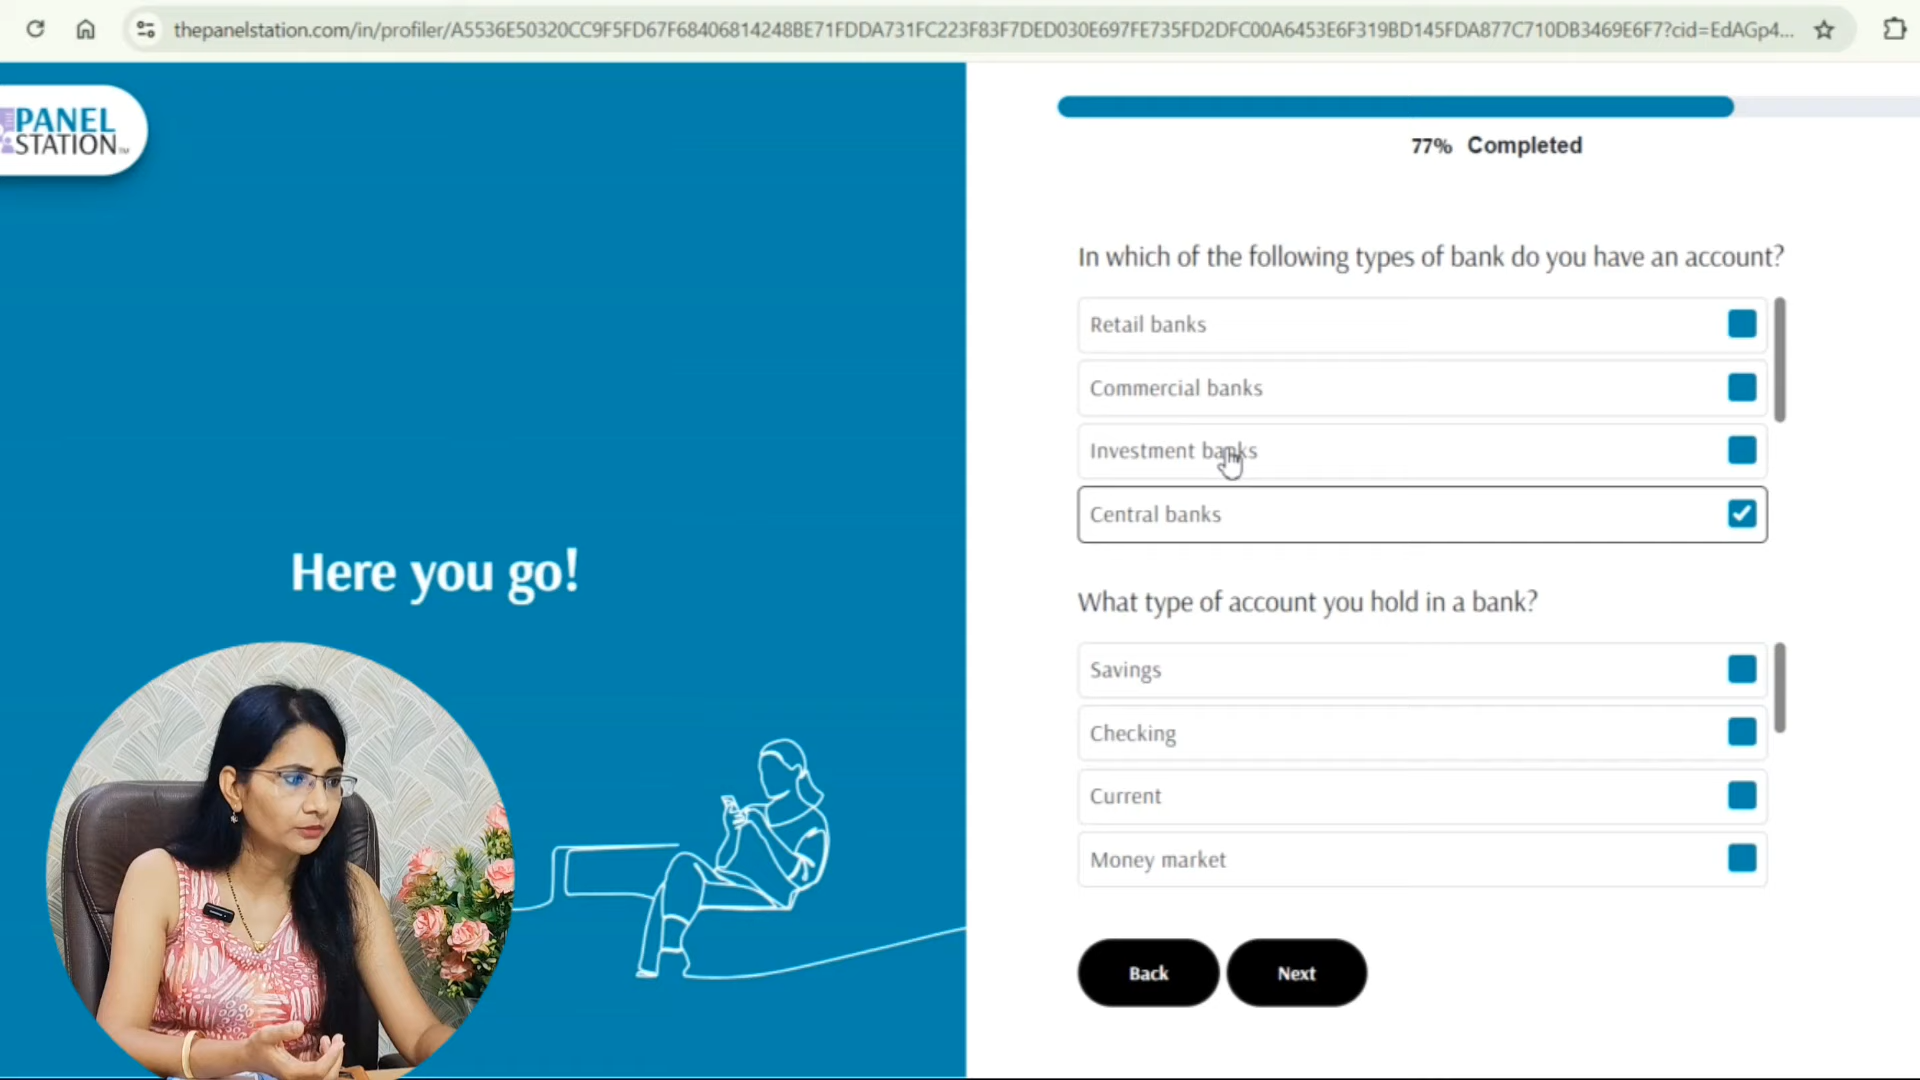 thepanelstation.com/in/profiler/A5536E50320CC9F5FD67F68406814248BE71FDDA731FC223F83F7DED030E697FE735FD2DFC00A6453E6F319BD145FDA877C710DB3469E6F7?cid=EdAGp4...
PANEL
STATION™
77% Completed
In which of the following types of bank do you have an account?
Retail banks
Commercial banks
Investment banks
Central banks
Here you go!
What type of account you hold in a bank?
Savings
Checking
Current
Money market
Back
Next